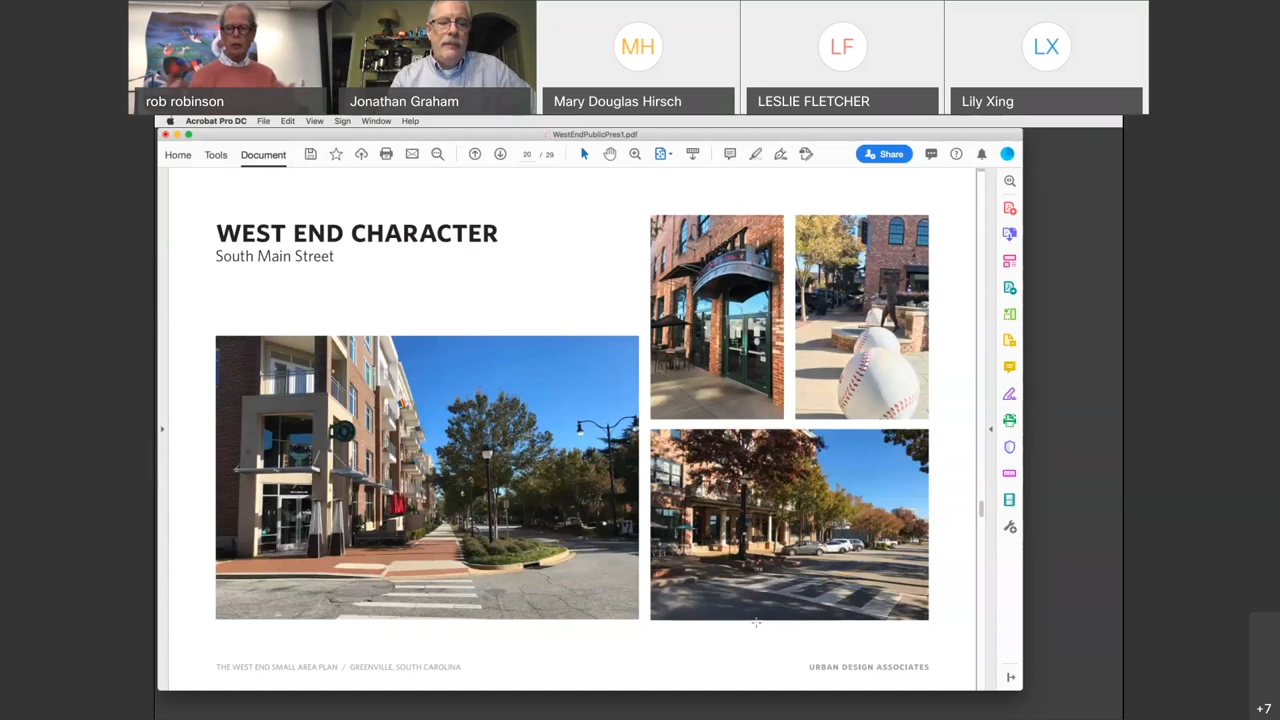 MH
LF
LX
rob robinson
Jonathan Graham
Mary Douglas Hirsch
LESLIE FLETCHER
Lily Xing
Acrobat Pro DC File Edit View Sign Window Help
WestEndPublicPres1.pdf
Home Tools Document 20 / 29 Share
WEST END CHARACTER
South Main Street
THE WEST END SMALL AREA PLAN / GREENVILLE, SOUTH CAROLINA
URBAN DESIGN ASSOCIATES
+7